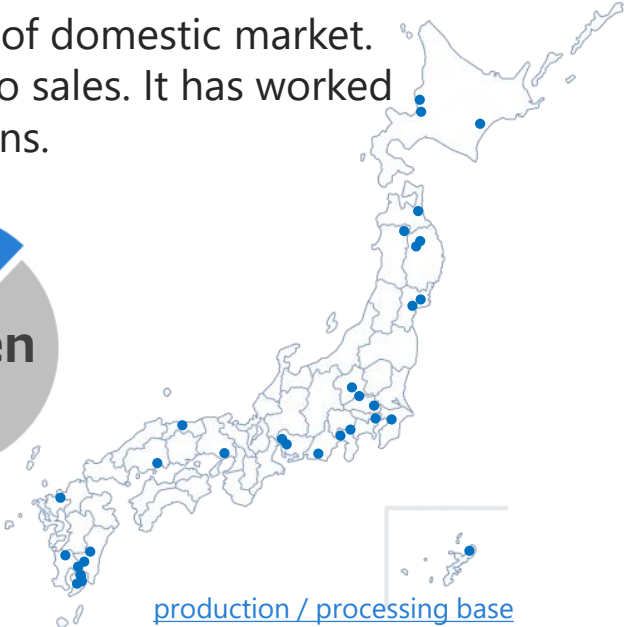 of domestic market.
o sales. It has worked
ns.
en
production / processing base